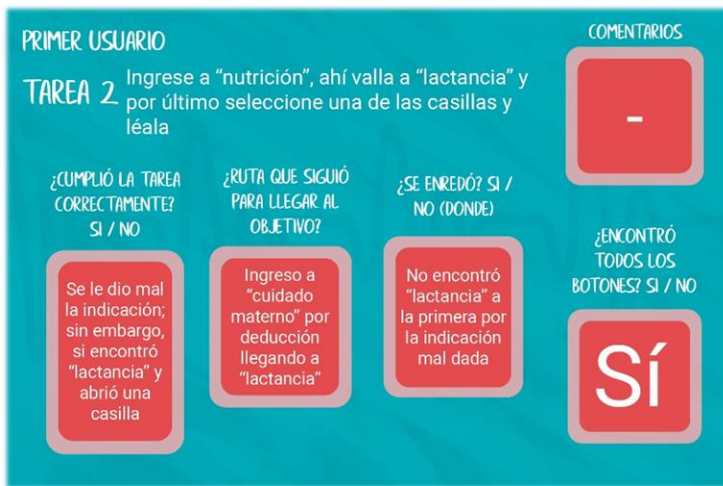 PRIMER USUARIO
TAREA 2
Ingrese a “nutrición”, ahí valla a “lactancia” y
por último seleccione una de las casillas y
léala
COMENTARIOS
-
¿CUMPLIÓ LA TAREA
CORRECTAMENTE?
SI / NO
Se le dio mal
la indicación;
sin embargo,
si encontró
“lactancia” y
abrió una
casilla
¿RUTA QUE SIGUIÓ
PARA LLEGAR AL
OBJETIVO?
Ingreso a
“cuidado
materno” por
deducción
llegando a
“lactancia”
¿SE ENREDÓ? SI /
NO (DONDE)
No encontró
“lactancia” a
la primera por
la indicación
mal dada
¿ENCONTRÓ
TODOS LOS
BOTONES? SI / NO
Sí